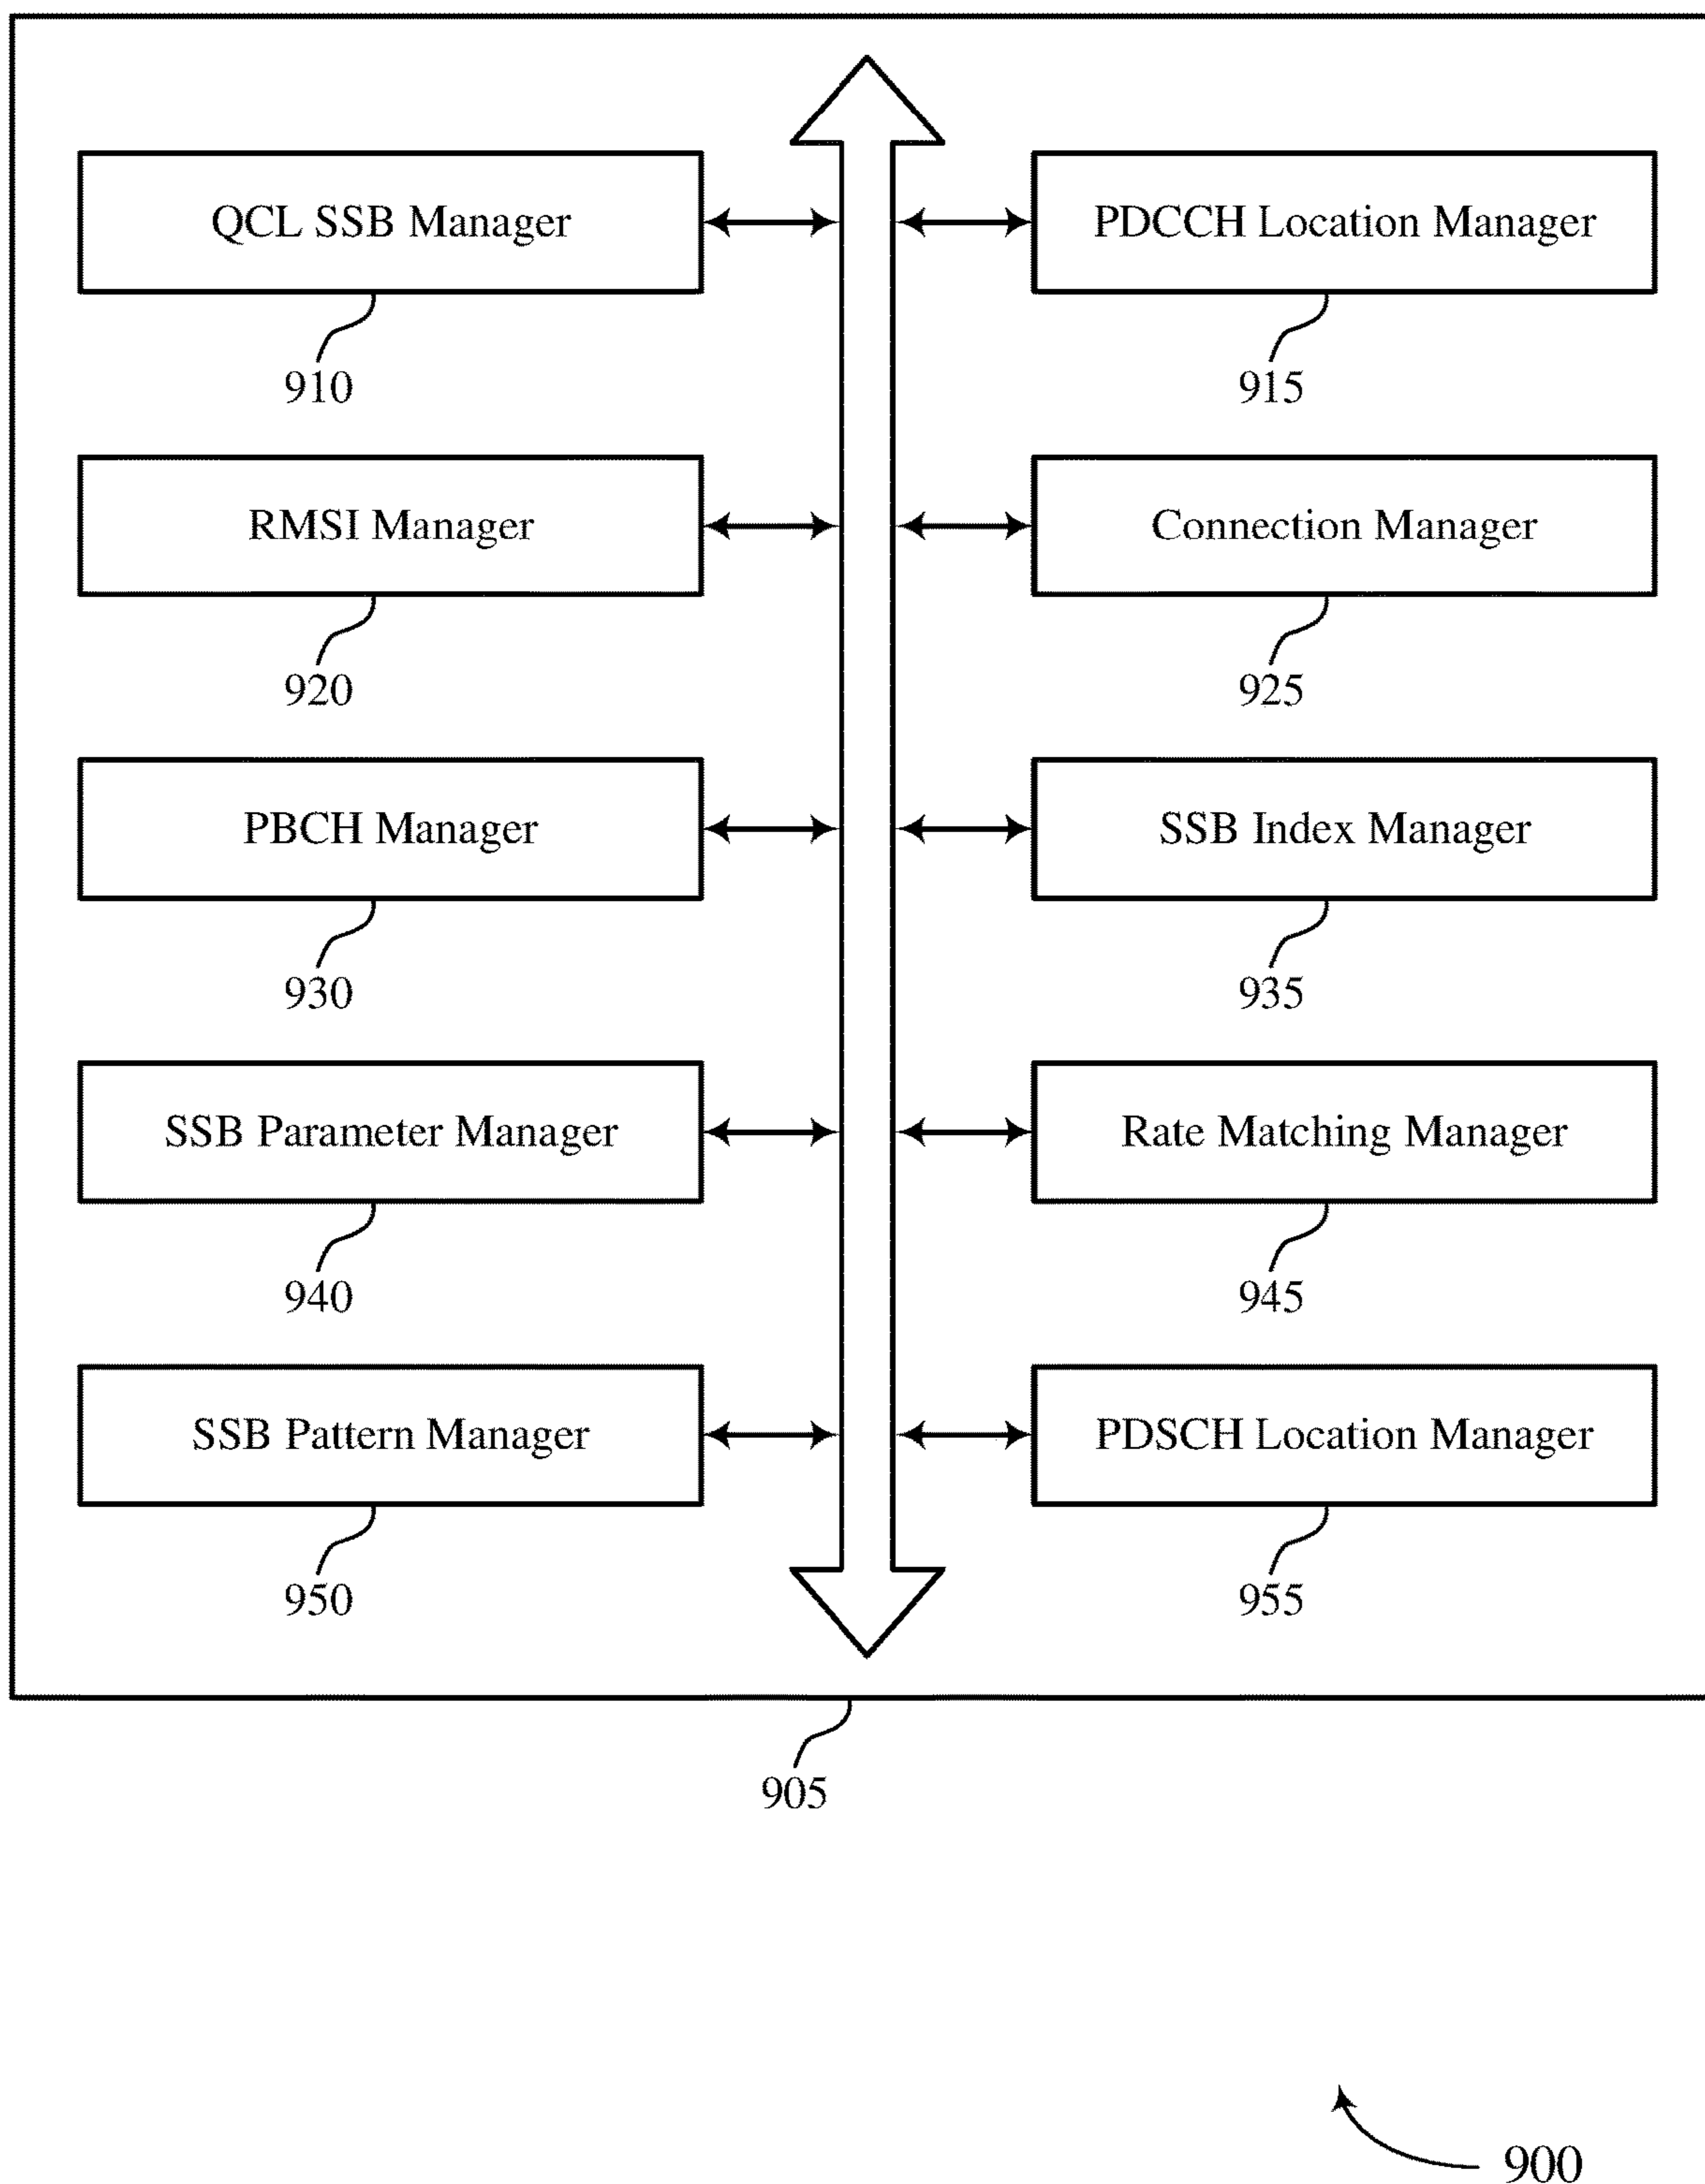 QCL SSB Manager
PDCCH Location Manager
910
915
RMSI Manager
Connection Manager
920
925
PBCH Manager
SSB Index Manager
930
935
SSB Parameter Manager
Rate Matching Manager
940
945
SSB Pattern Manager
PDSCH Location Manager
950
955
905
900